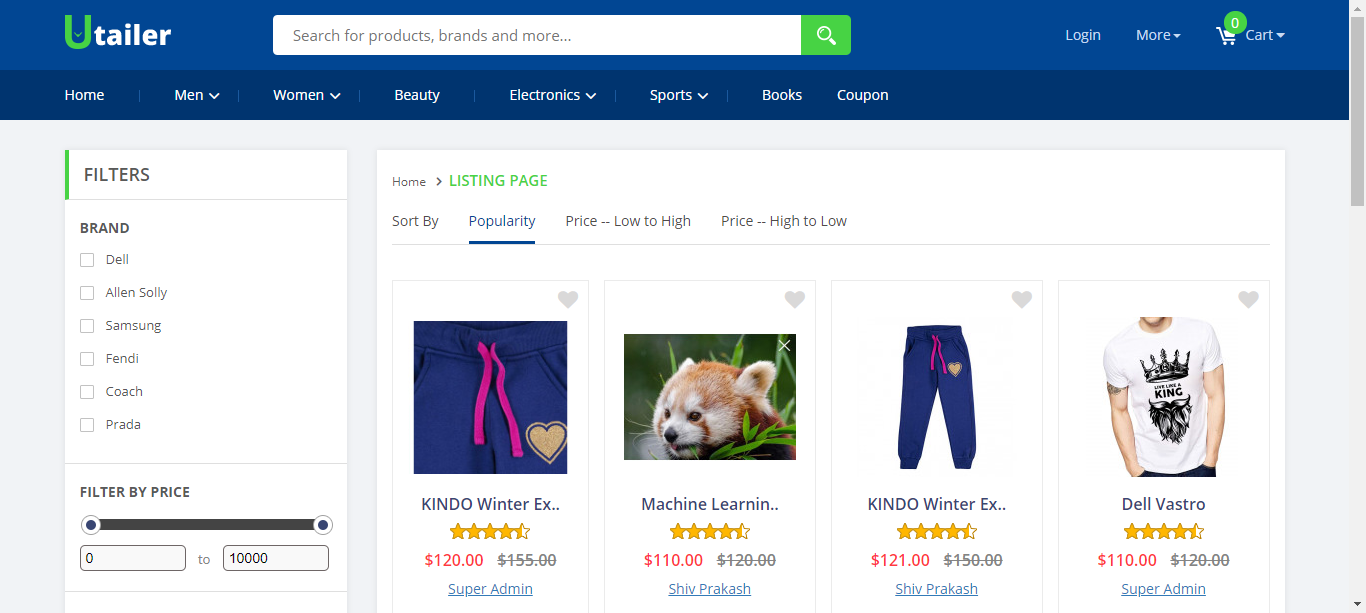 Utailer
Search for products, brands and more...
Login
More
0
Cart
Home
Men
Women
Beauty
Electronics
Sports
Books
Coupon
FILTERS
BRAND
Dell
Allen Solly
Samsung
Fendi
Coach
Prada
FILTER BY PRICE
0 to 10000
Home > LISTING PAGE
Sort By Popularity Price -- Low to High Price -- High to Low
KINDO Winter Ex..
$120.00 $155.00
Super Admin
Machine Learnin..
$110.00 $120.00
Shiv Prakash
KINDO Winter Ex..
$121.00 $150.00
Shiv Prakash
LIVE LIKE A
KING
Dell Vastro
$110.00 $120.00
Super Admin